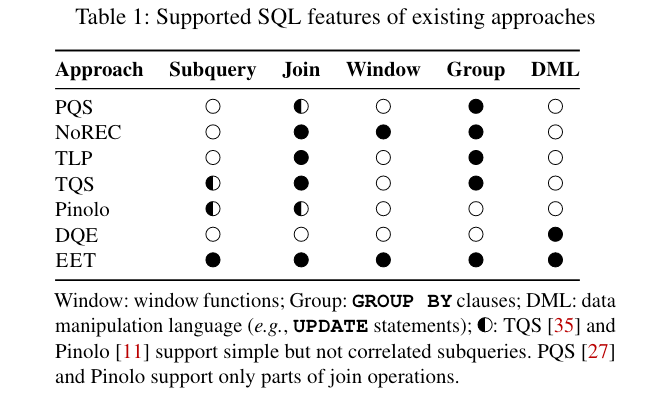 Table 1: Supported SQL features of existing approaches
Approach Subquery Join Window Group DML
PQS ○ ◐ ○ ● ○
NoREC ○ ● ● ● ○
TLP ○ ● ○ ● ○
TQS ◐ ● ○ ● ○
Pinolo ◐ ◐ ○ ○ ○
DQE ○ ○ ○ ○ ●
EET ● ● ● ● ●
Window: window functions; Group: GROUP BY clauses; DML: data
manipulation language (e.g., UPDATE statements); ◐: TQS [35] and
Pinolo [11] support simple but not correlated subqueries. PQS [27]
and Pinolo support only parts of join operations.